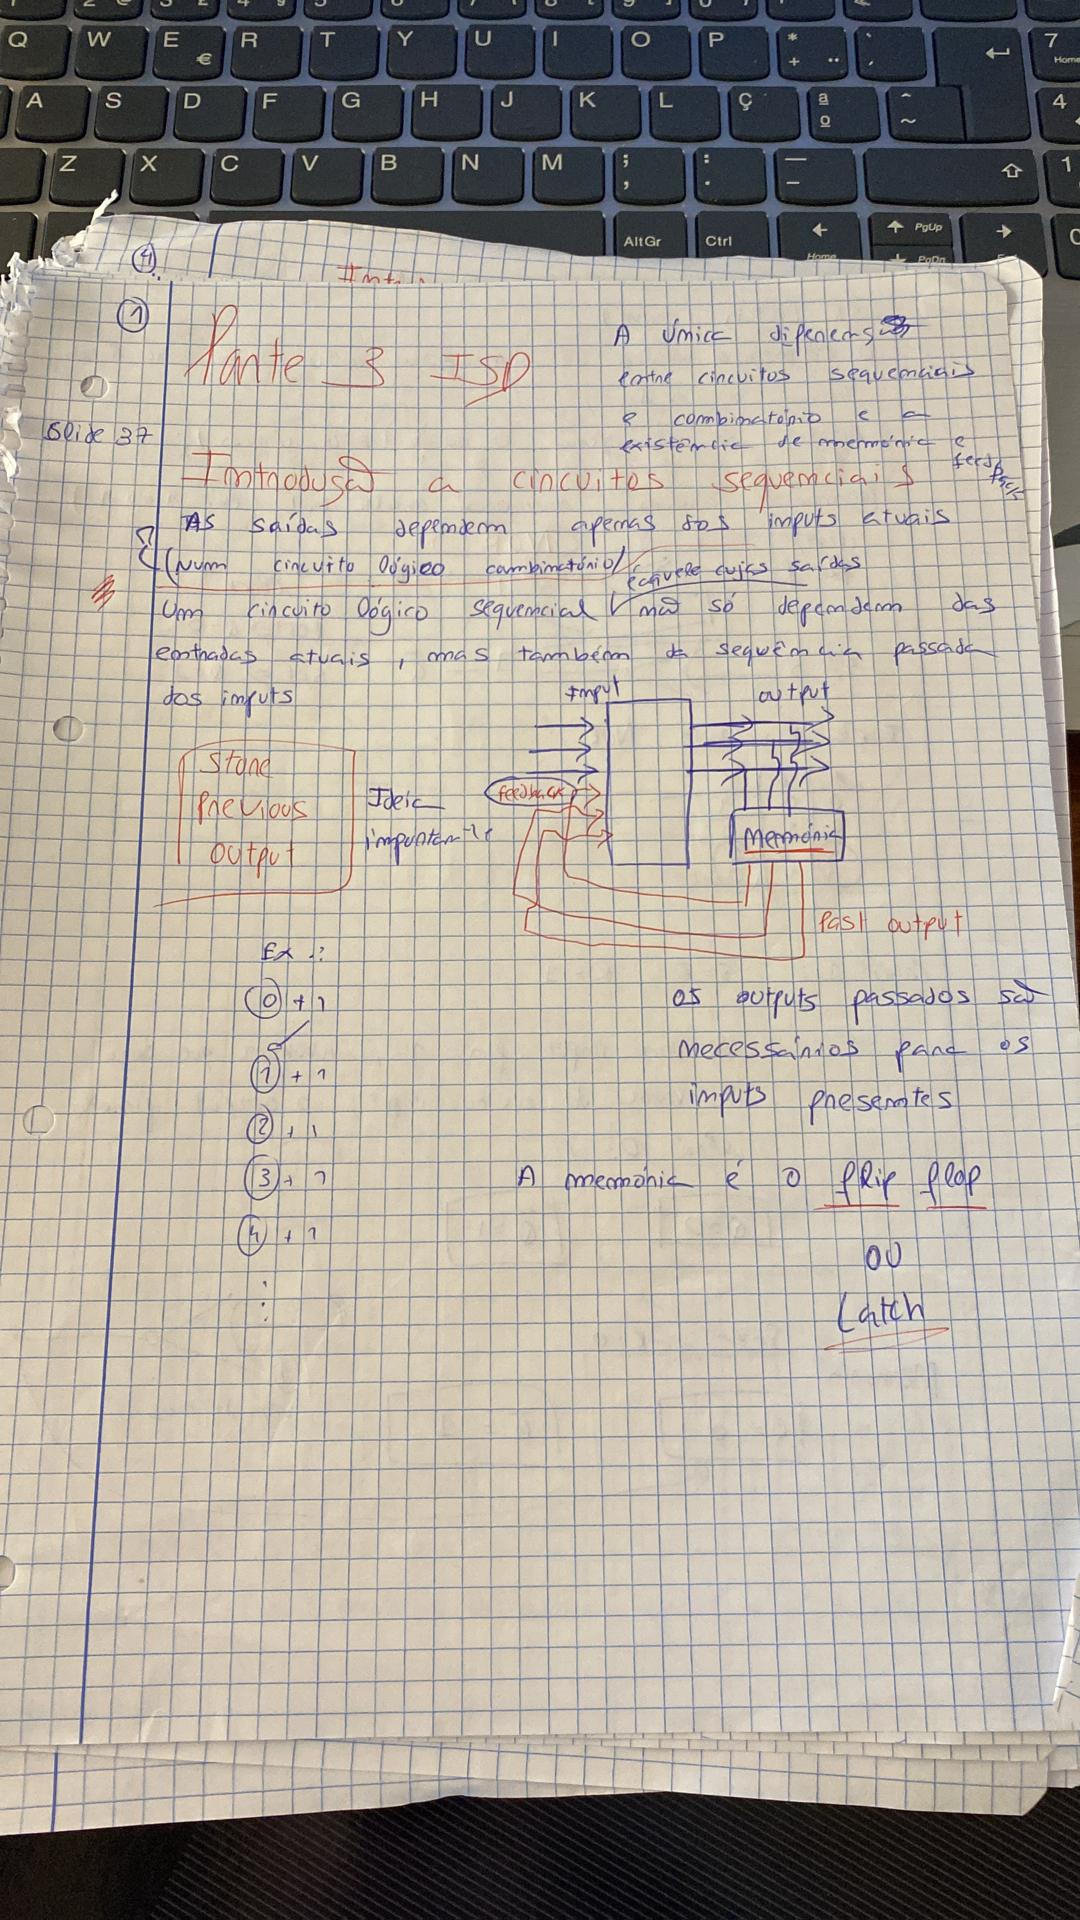 Q W E R T Y U I O P * + 7
€ Home
A S D F G H J K L Ç ª º ^ ~ 4
Z X C V B N M ; , : . _ - 1
AltGr Ctrl PgUp
Home PgDn
4
1
Parte 3 ISD
A única diferença
entre circuitos sequenciais
e combinatório e a
existência de memória e
feedback
Slide 37
Introdução a circuitos sequenciais
As saídas dependem apenas dos inputs atuais
(Num circuito lógico combinatório)
é aquele cujas saídas
Um circuito lógico sequencial não só dependem das
entradas atuais, mas também da sequência passada
dos inputs
Input output
Store
Previous
output
Ideia
importante
feedback
Memória
Past output
Ex.:
0 + 1
1 + 1
2 + 1
3 + 1
4 + 1
⋮
os outputs passados são
necessários para os
inputs presentes
A memória é o flip flop
ou
Latch